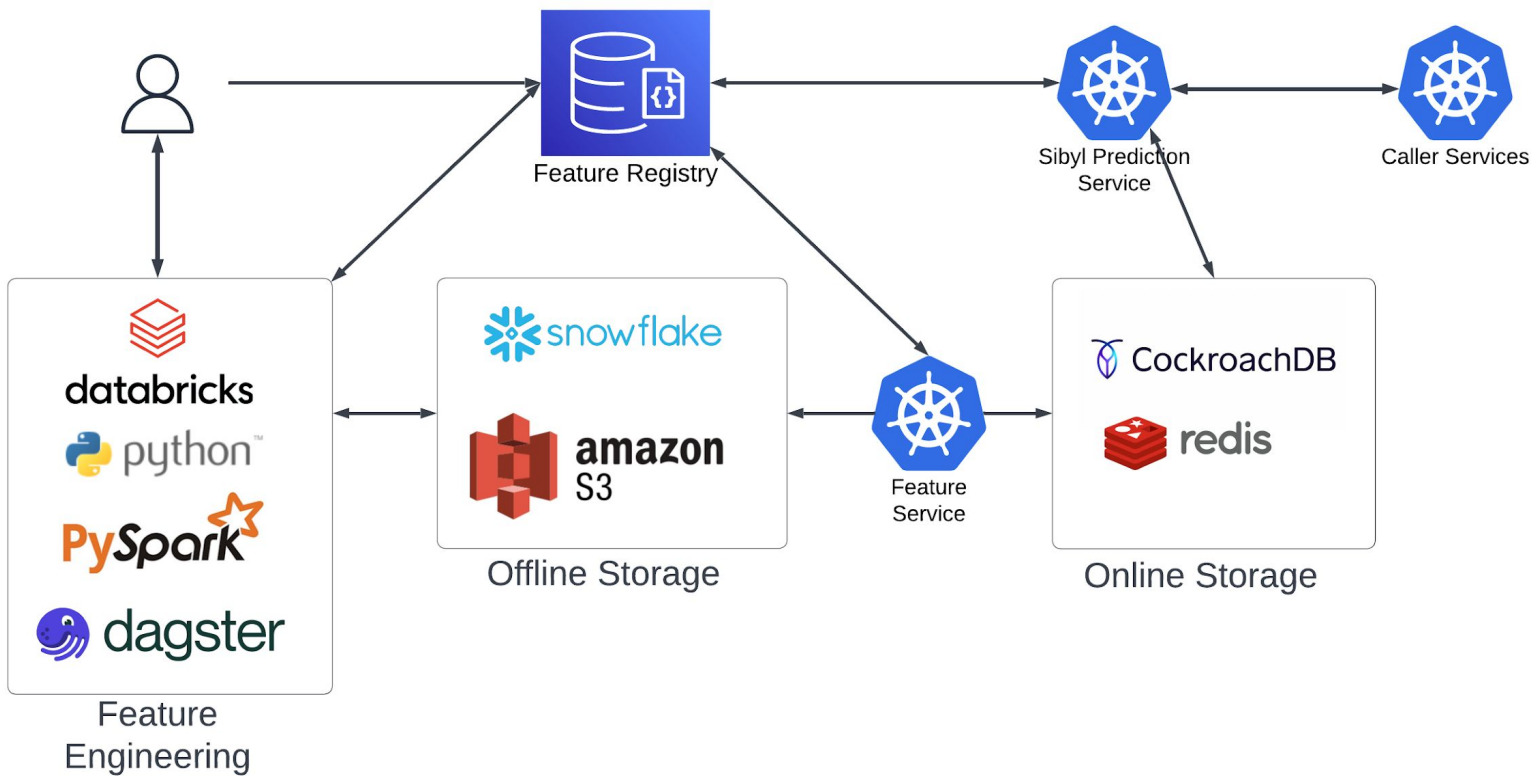 {}
Feature Registry
Sibyl Prediction
Service
Caller Services
databricks
python™
PySpark
dagster
Feature
Engineering
snowflake
amazon
S3
Offline Storage
Feature
Service
CockroachDB
redis
Online Storage